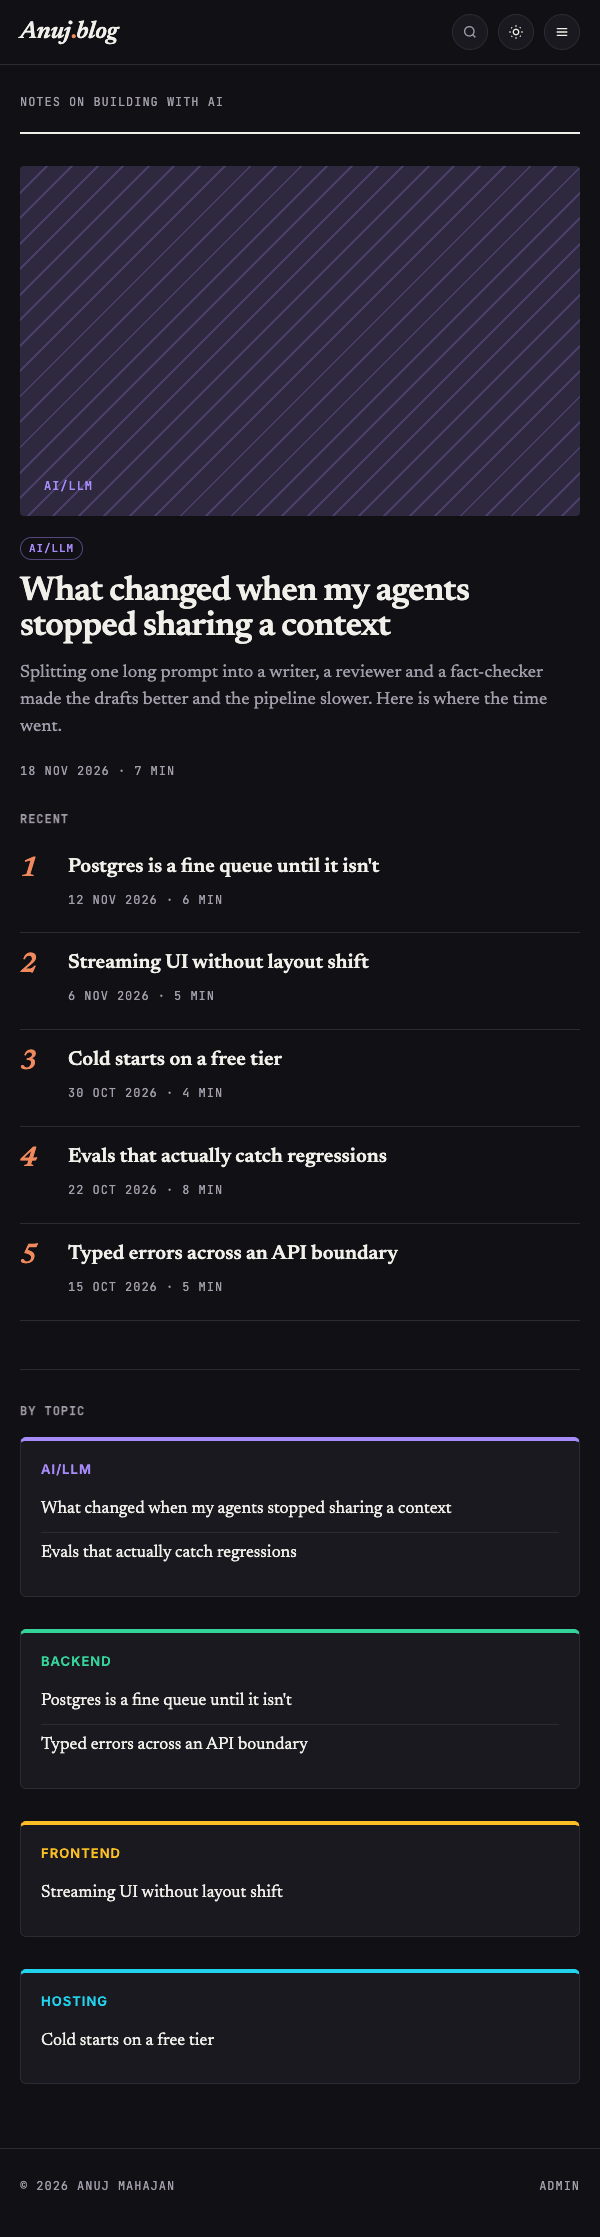 Anuj.blog
NOTES ON BUILDING WITH AI
AI/LLM
AI/LLM
What changed when my agents
stopped sharing a context
Splitting one long prompt into a writer, a reviewer and a fact-checker
made the drafts better and the pipeline slower. Here is where the time
went.
18 NOV 2026 · 7 MIN
RECENT
1 Postgres is a fine queue until it isn't
12 NOV 2026 · 6 MIN
2 Streaming UI without layout shift
6 NOV 2026 · 5 MIN
3 Cold starts on a free tier
30 OCT 2026 · 4 MIN
4 Evals that actually catch regressions
22 OCT 2026 · 8 MIN
5 Typed errors across an API boundary
15 OCT 2026 · 5 MIN
BY TOPIC
AI/LLM
What changed when my agents stopped sharing a context
Evals that actually catch regressions
BACKEND
Postgres is a fine queue until it isn't
Typed errors across an API boundary
FRONTEND
Streaming UI without layout shift
HOSTING
Cold starts on a free tier
© 2026 ANUJ MAHAJAN ADMIN